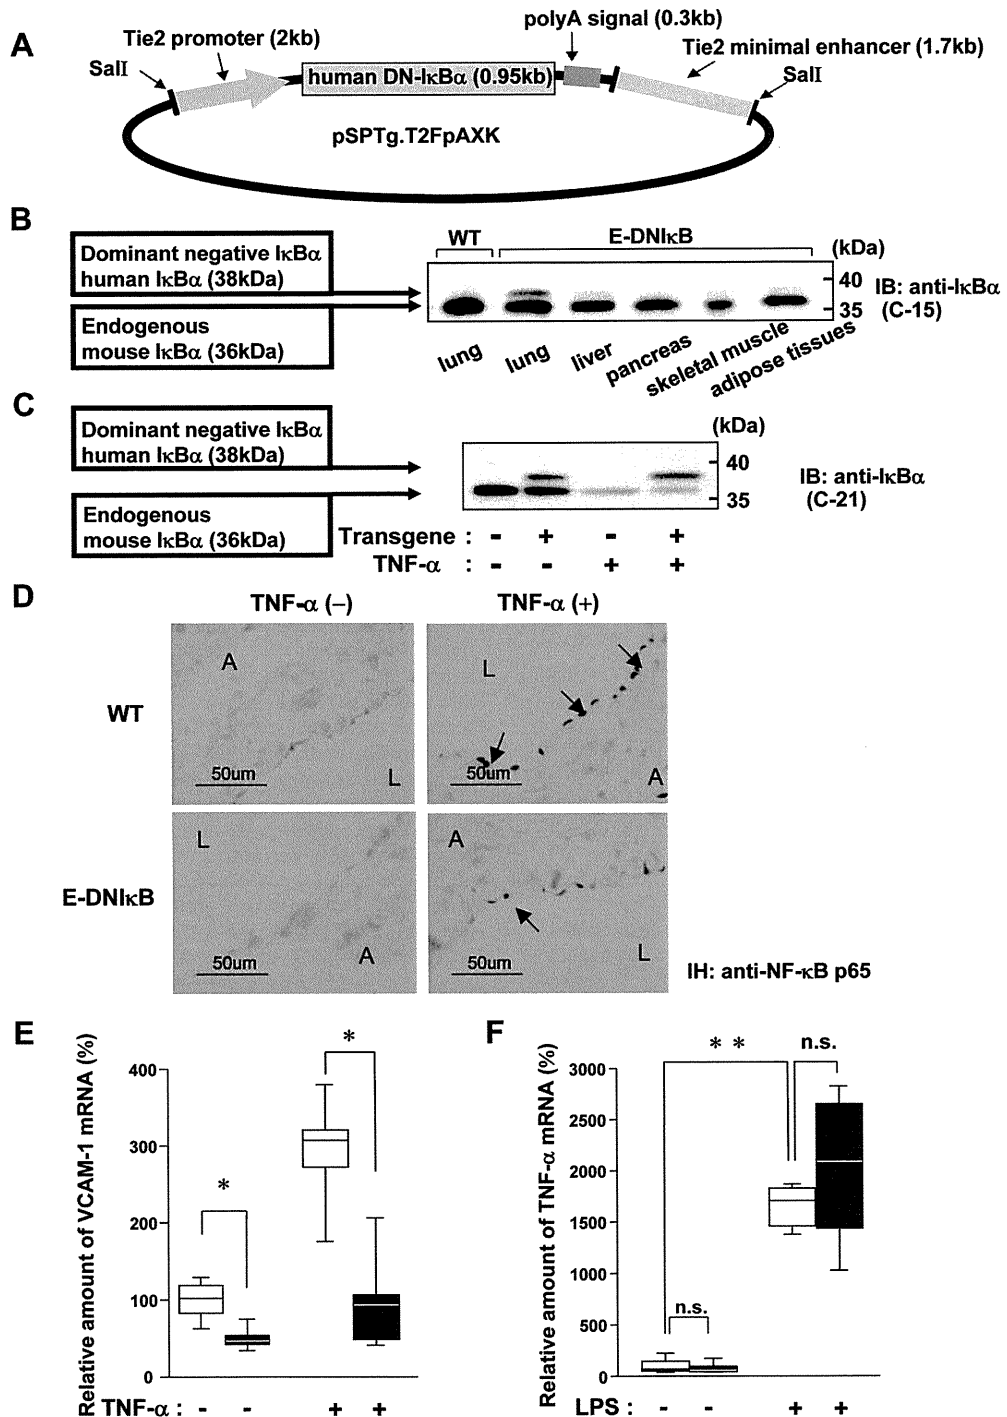 A
Tie2 promoter (2kb)
polyA signal (0.3kb)
Tie2 minimal enhancer (1.7kb)
SalI
SalI
human DN-IκBα (0.95kb)
pSPTg.T2FpAXK
B
WT
E-DNIκB
(kDa)
Dominant negative IκBα
human IκBα (38kDa)
Endogenous
mouse IκBα (36kDa)
40
35
IB: anti-IκBα
(C-15)
lung
lung
liver
pancreas
skeletal muscle
adipose tissues
C
Dominant negative IκBα
human IκBα (38kDa)
Endogenous
mouse IκBα (36kDa)
(kDa)
40
35
IB: anti-IκBα
(C-21)
Transgene : - + - +
TNF-α : - - + +
D
TNF-α (−)
TNF-α (+)
WT
A
50um
L
L
50um
A
E-DNIκB
L
50um
A
A
50um
L
IH: anti-NF-κB p65
E
Relative amount of VCAM-1 mRNA (%)
400
300
200
100
0
*
*
TNF-α : - - + +
F
Relative amount of TNF-α mRNA (%)
3000
2500
2000
1500
1000
500
0
* *
n.s.
n.s.
LPS : - - + +